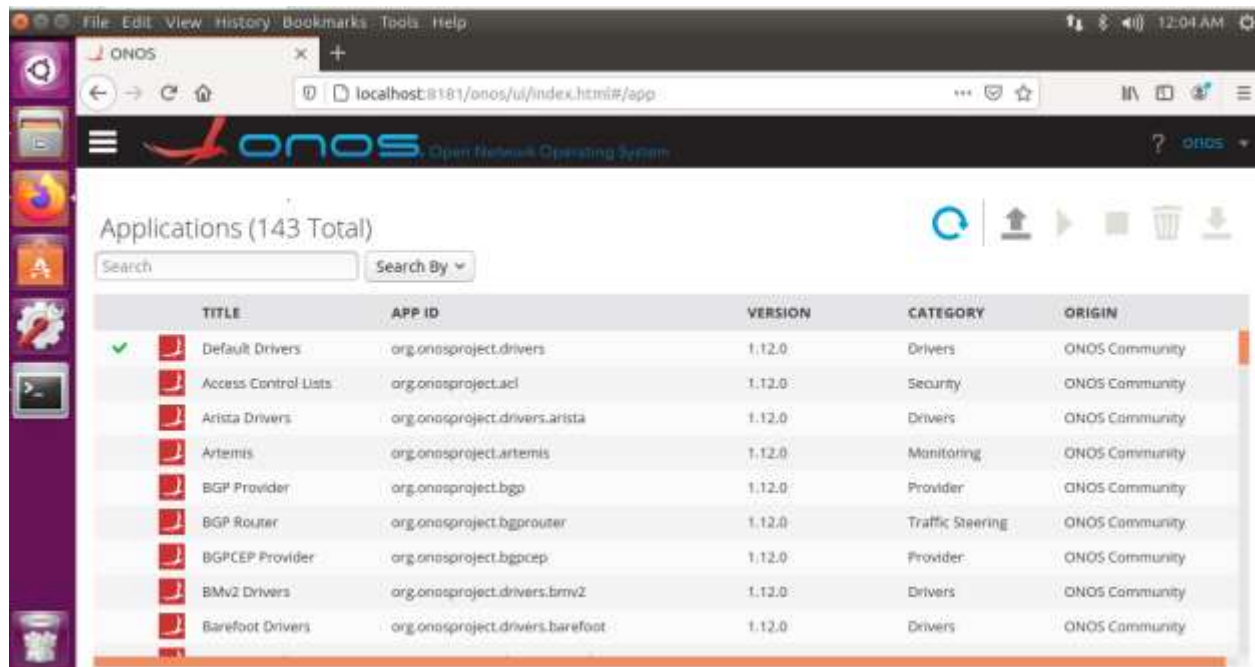 File Edit View History Bookmarks Tools Help 12:04 AM
ONOS
localhost:8181/onos/ui/index.html#/app
onos Open Network Operating System ? onos
Applications (143 Total)
Search Search By
TITLE APP ID VERSION CATEGORY ORIGIN
Default Drivers org.onosproject.drivers 1.12.0 Drivers ONOS Community
Access Control Lists org.onosproject.acl 1.12.0 Security ONOS Community
Arista Drivers org.onosproject.drivers.arista 1.12.0 Drivers ONOS Community
Artemis org.onosproject.artemis 1.12.0 Monitoring ONOS Community
BGP Provider org.onosproject.bgp 1.12.0 Provider ONOS Community
BGP Router org.onosproject.bgprouter 1.12.0 Traffic Steering ONOS Community
BGPCEP Provider org.onosproject.bgpcep 1.12.0 Provider ONOS Community
BMv2 Drivers org.onosproject.drivers.bmv2 1.12.0 Drivers ONOS Community
Barefoot Drivers org.onosproject.drivers.barefoot 1.12.0 Drivers ONOS Community